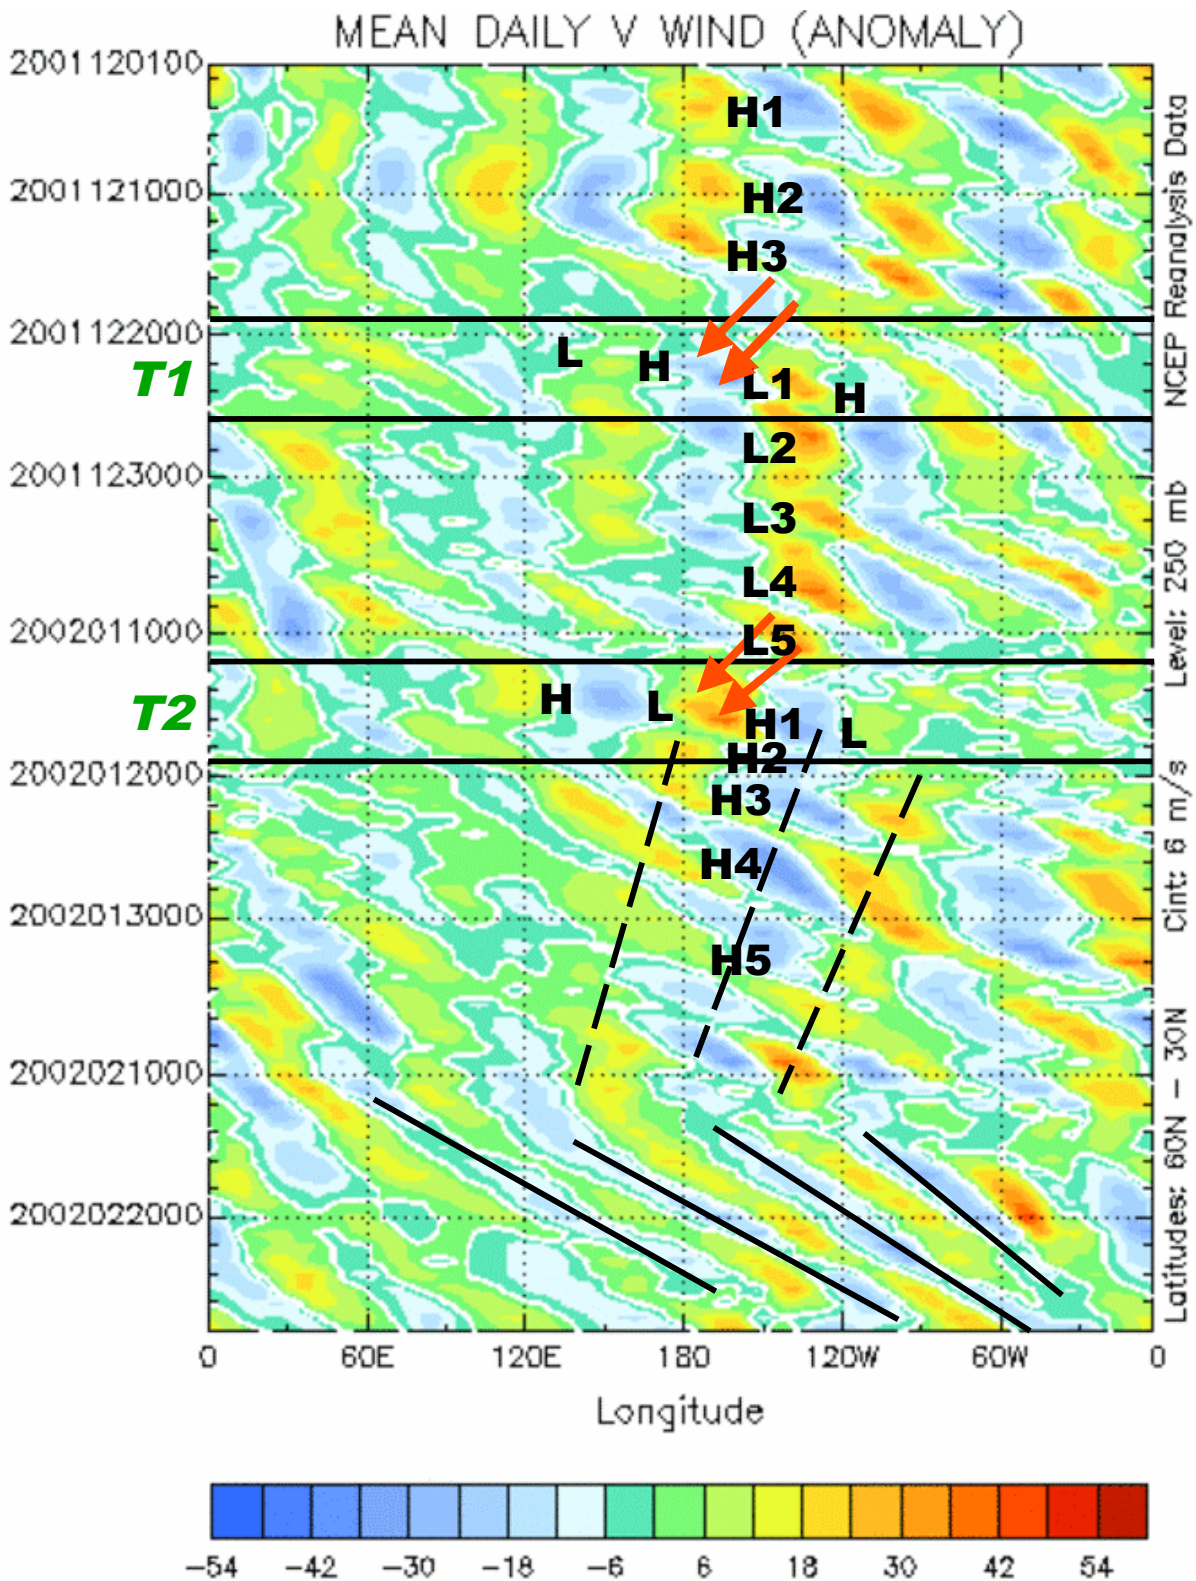 MEAN DAILY V WIND (ANOMALY)
2001120100
H1
2001121000
H2
H3
2001122000
L
H
T1
L1
H
L2
2001123000
L3
L4
2002011000
L5
H
L
T2
H1
L
H2
2002012000
H3
H4
2002013000
H5
2002021000
2002022000
0 60E 120E 180 120W 60W 0
Longitude
NCEP Reanalysis Data
Level: 250 mb
Cint: 6 m/s
Latitudes: 60N – 30N
−54 −42 −30 −18 −6 6 18 30 42 54